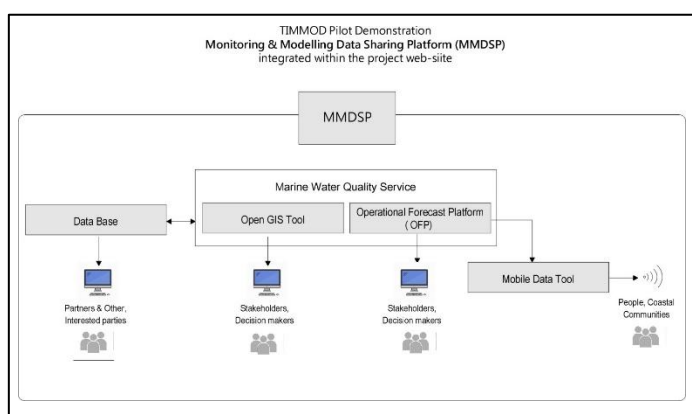 TIMMOD Pilot Demonstration
Monitoring & Modelling Data Sharing Platform (MMDSP)
integrated within the project web-siite
MMDSP
Marine Water Quality Service
Data Base
Open GIS Tool
Operational Forecast Platform
( OFP)
Mobile Data Tool
Partners & Other,
Interested parties
Stakeholders,
Decision makers
Stakeholders,
Decision makers
People, Coastal
Communities